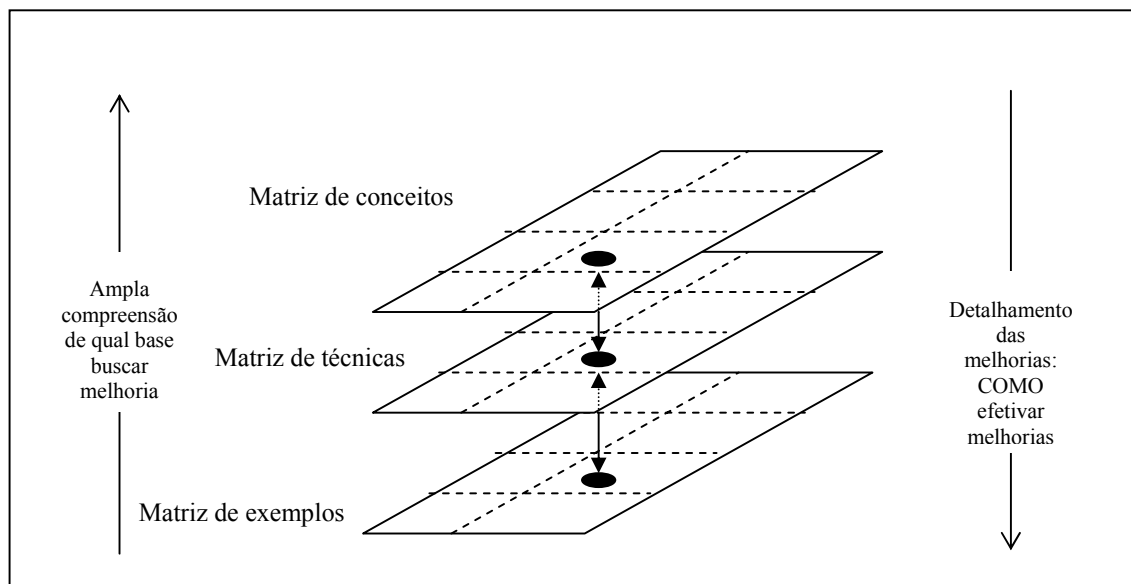 Matriz de conceitos
Ampla
compreensão
de qual base
buscar
melhoria
Matriz de técnicas
Detalhamento
das
melhorias:
COMO
efetivar
melhorias
Matriz de exemplos